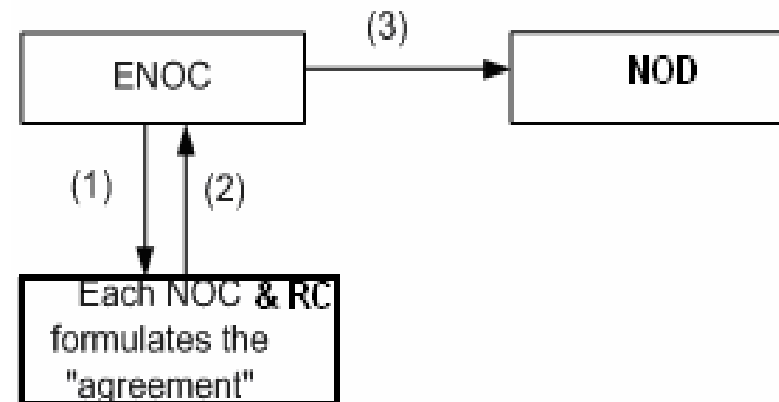 (3)
ENOC
NOD
(1)
(2)
Each NOC & RC
formulates the
"agreement"